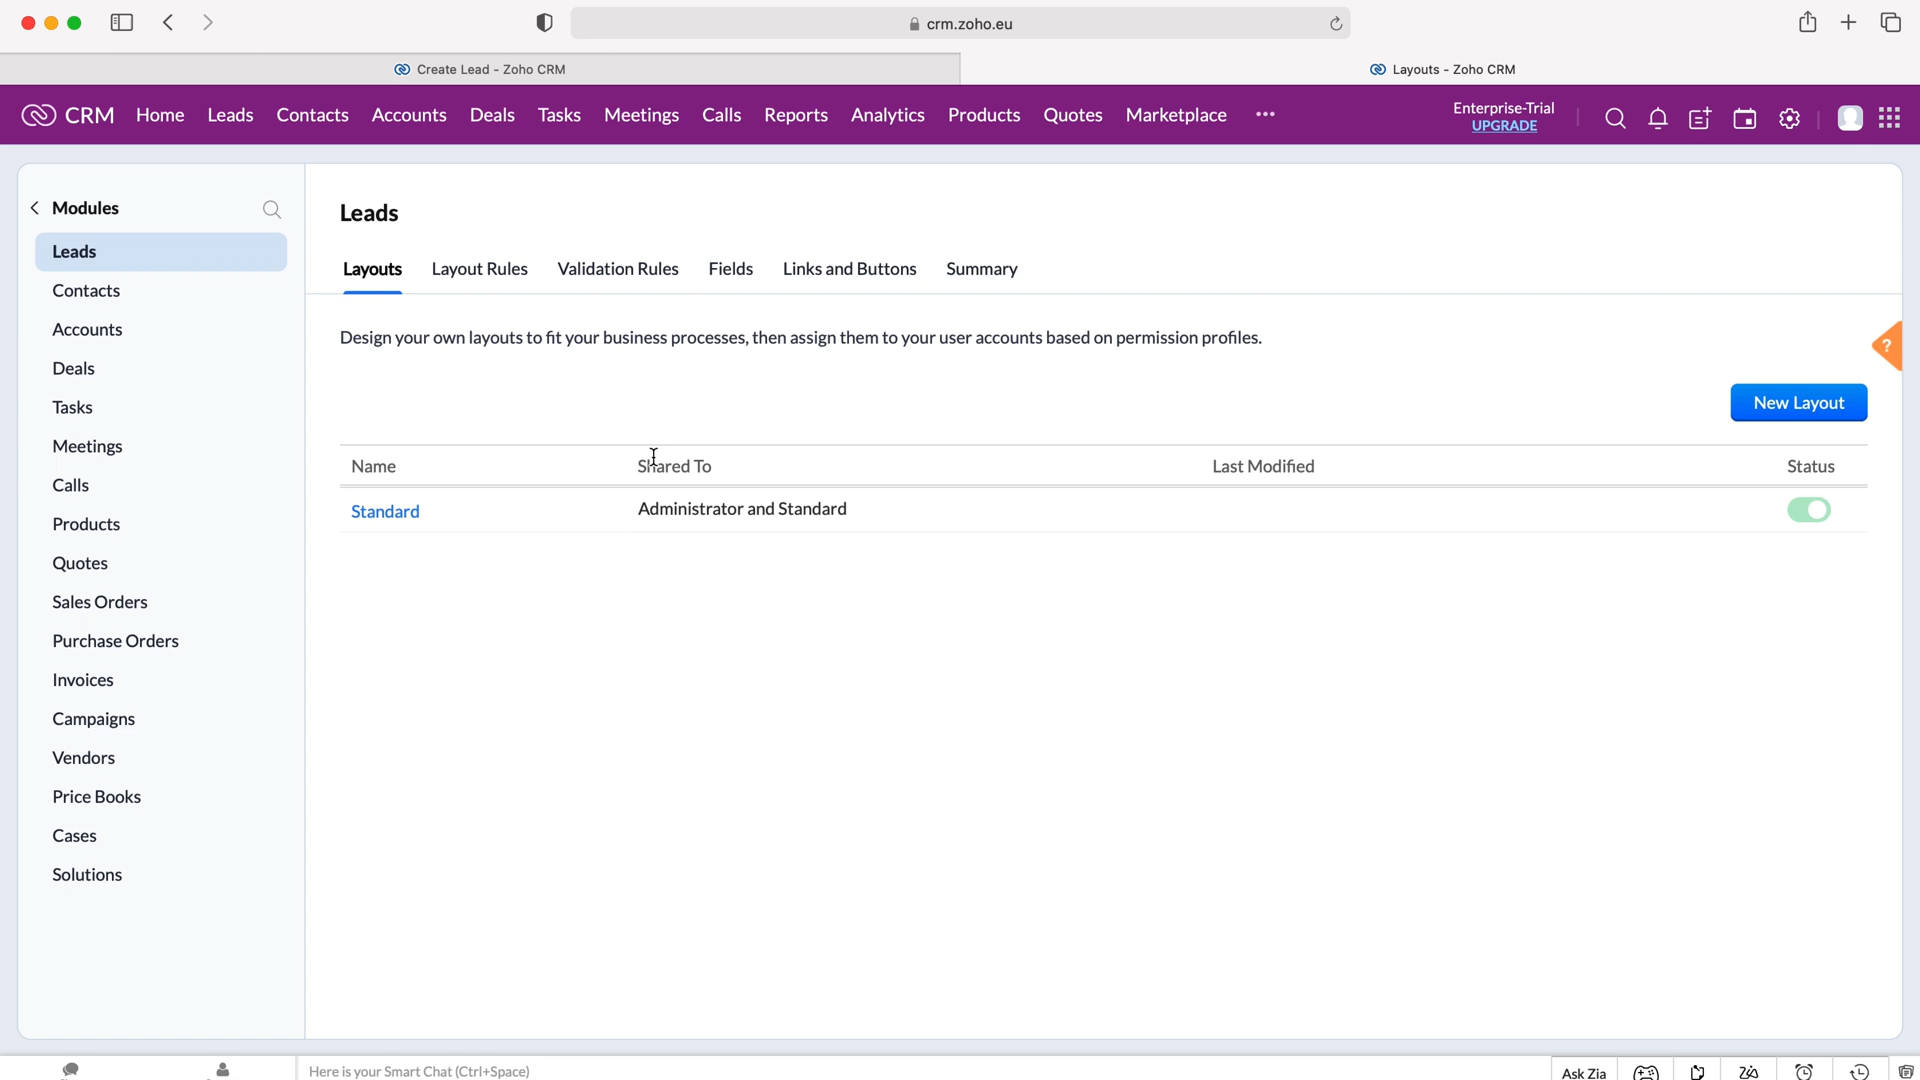 crm.zoho.eu
Create Lead - Zoho CRM
Layouts - Zoho CRM
CRM Home Leads Contacts Accounts Deals Tasks Meetings Calls Reports Analytics Products Quotes Marketplace ···
Enterprise-Trial
UPGRADE
Modules
Leads
Contacts
Accounts
Deals
Tasks
Meetings
Calls
Products
Quotes
Sales Orders
Purchase Orders
Invoices
Campaigns
Vendors
Price Books
Cases
Solutions
Leads
Layouts Layout Rules Validation Rules Fields Links and Buttons Summary
Design your own layouts to fit your business processes, then assign them to your user accounts based on permission profiles.
?
New Layout
Name Shared To Last Modified Status
Standard Administrator and Standard
Here is your Smart Chat (Ctrl+Space)
Ask Zia